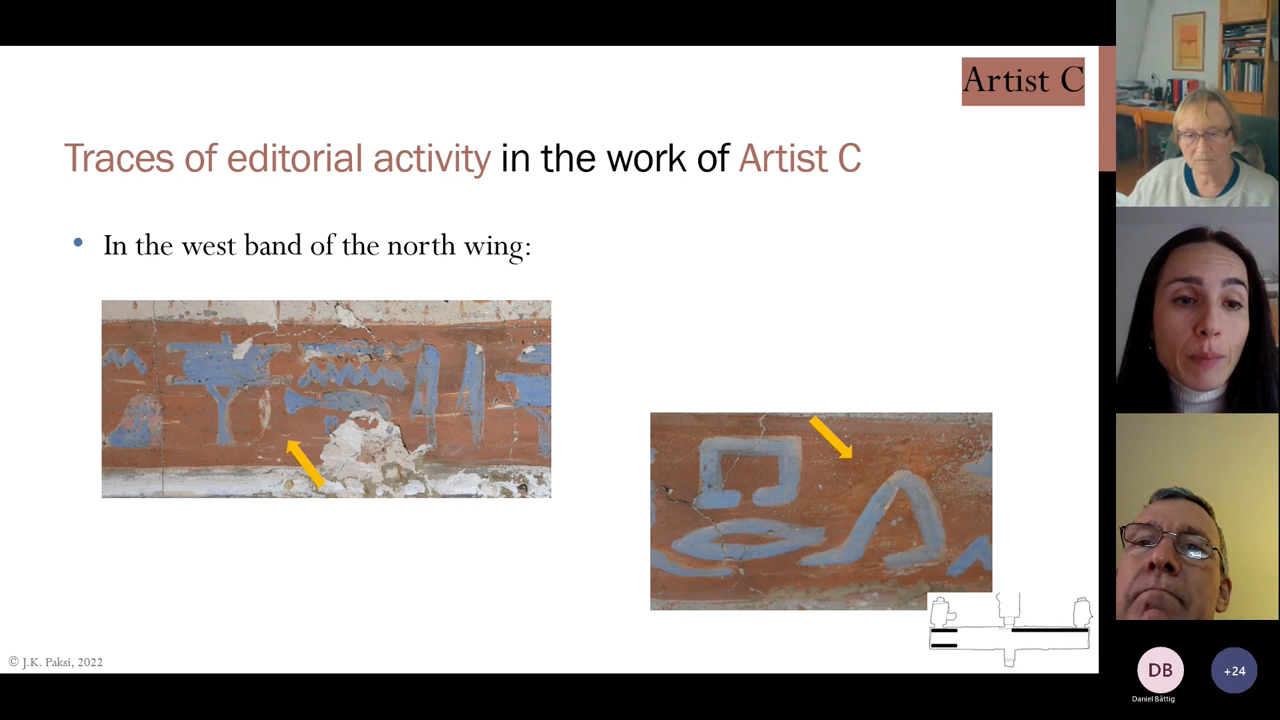 Artist C
Traces of editorial activity in the work of Artist C
• In the west band of the north wing:
© J.K. Paksi, 2022
DB
+24
Daniel Bättig